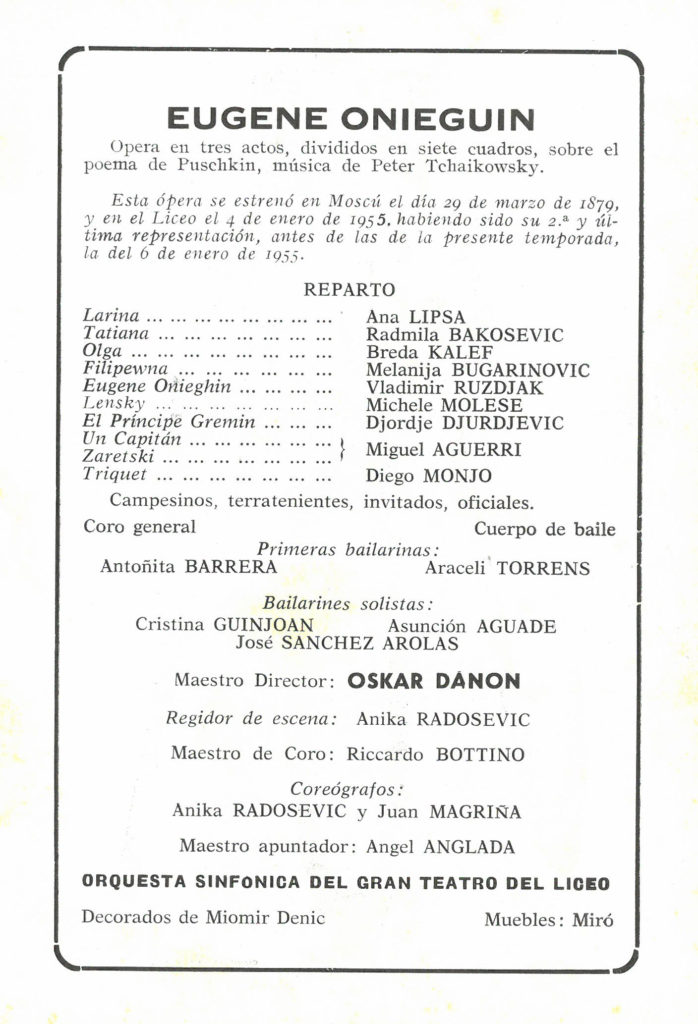 EUGENE ONIEGUIN
Opera en tres actos, divididos en siete cuadros, sobre el
poema de Puschkin, música de Peter Tchaikowsky.
Esta ópera se estrenó en Moscú el día 29 de marzo de 1879,
y en el Liceo el 4 de enero de 1955, habiendo sido su 2.ª y úl-
tima representación, antes de las de la presente temporada,
la del 6 de enero de 1955.
REPARTO
Larina ... ... ... ... ... ... ... ... Ana LIPSA
Tatiana ... ... ... ... ... ... ... Radmila BAKOSEVIC
Olga ... ... ... ... ... ... ... ... Breda KALEF
Filipewna ... ... ... ... ... ... ... Melanija BUGARINOVIC
Eugene Onieghin ... ... ... ... Vladimir RUZDJAK
Lensky ... ... ... ... ... ... ... ... Michele MOLESE
El Príncipe Gremin ... ... ... Djordje DJURDJEVIC
Un Capitán ... ... ... ... ... ...
Zaretski ... ... ... ... ... ... ... } Miguel AGUERRI
Triquet ... ... ... ... ... ... ... Diego MONJO
Campesinos, terratenientes, invitados, oficiales.
Coro general Cuerpo de baile
Primeras bailarinas:
Antoñita BARRERA Araceli TORRENS
Bailarines solistas:
Cristina GUINJOAN Asunción AGUADE
José SANCHEZ AROLAS
Maestro Director: OSKAR DANON
Regidor de escena: Anika RADOSEVIC
Maestro de Coro: Riccardo BOTTINO
Coreógrafos:
Anika RADOSEVIC y Juan MAGRIÑA
Maestro apuntador: Angel ANGLADA
ORQUESTA SINFONICA DEL GRAN TEATRO DEL LICEO
Decorados de Miomir Denic Muebles: Miró